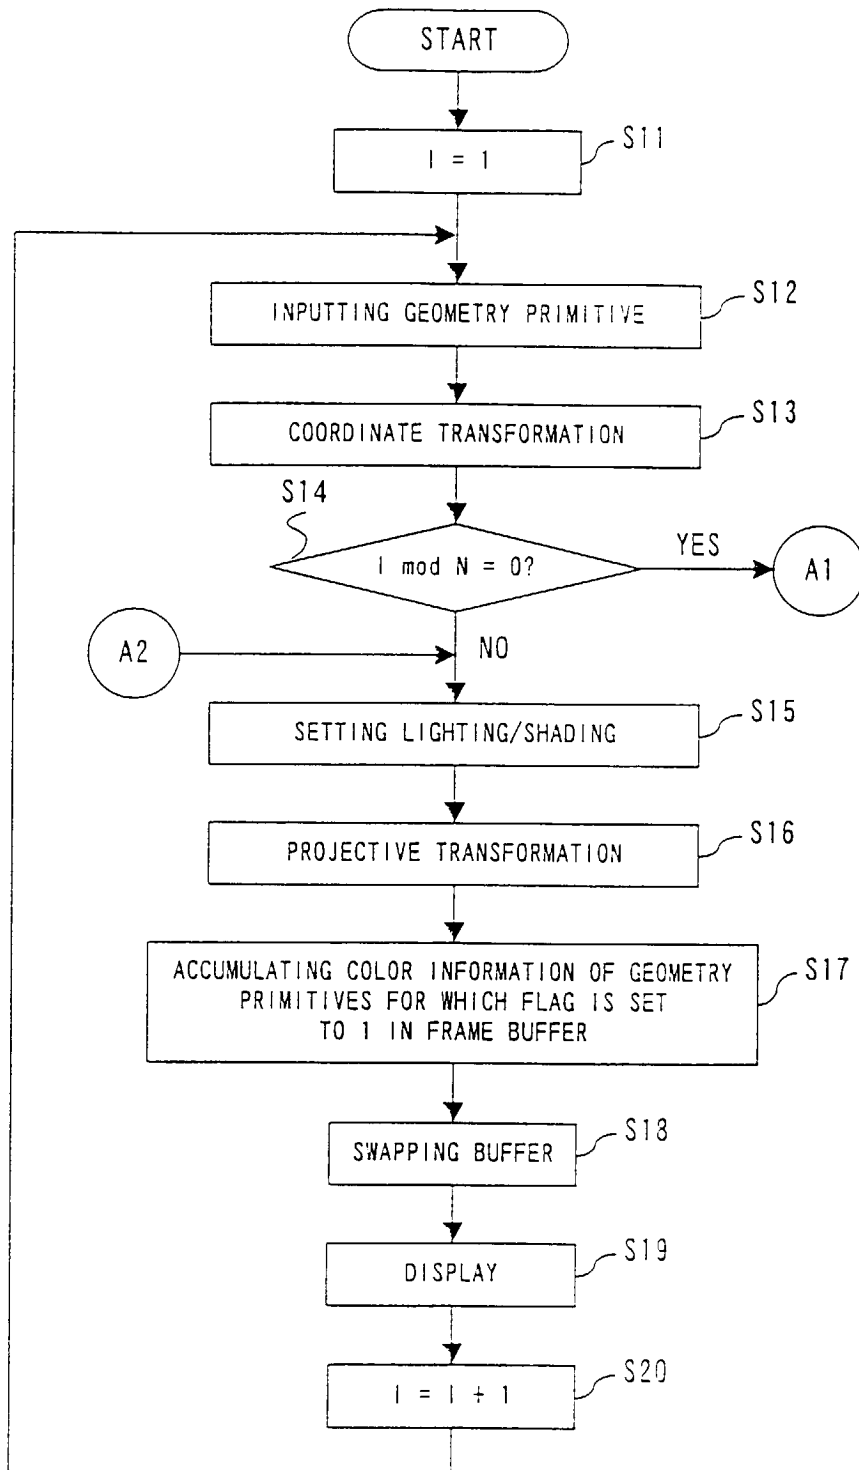 START
I = 1
S11
INPUTTING GEOMETRY PRIMITIVE
S12
COORDINATE TRANSFORMATION
S13
S14
I mod N = 0?
YES
A1
A2
NO
SETTING LIGHTING/SHADING
S15
PROJECTIVE TRANSFORMATION
S16
ACCUMULATING COLOR INFORMATION OF GEOMETRY
PRIMITIVES FOR WHICH FLAG IS SET
TO 1 IN FRAME BUFFER
S17
SWAPPING BUFFER
S18
DISPLAY
S19
I = I + 1
S20